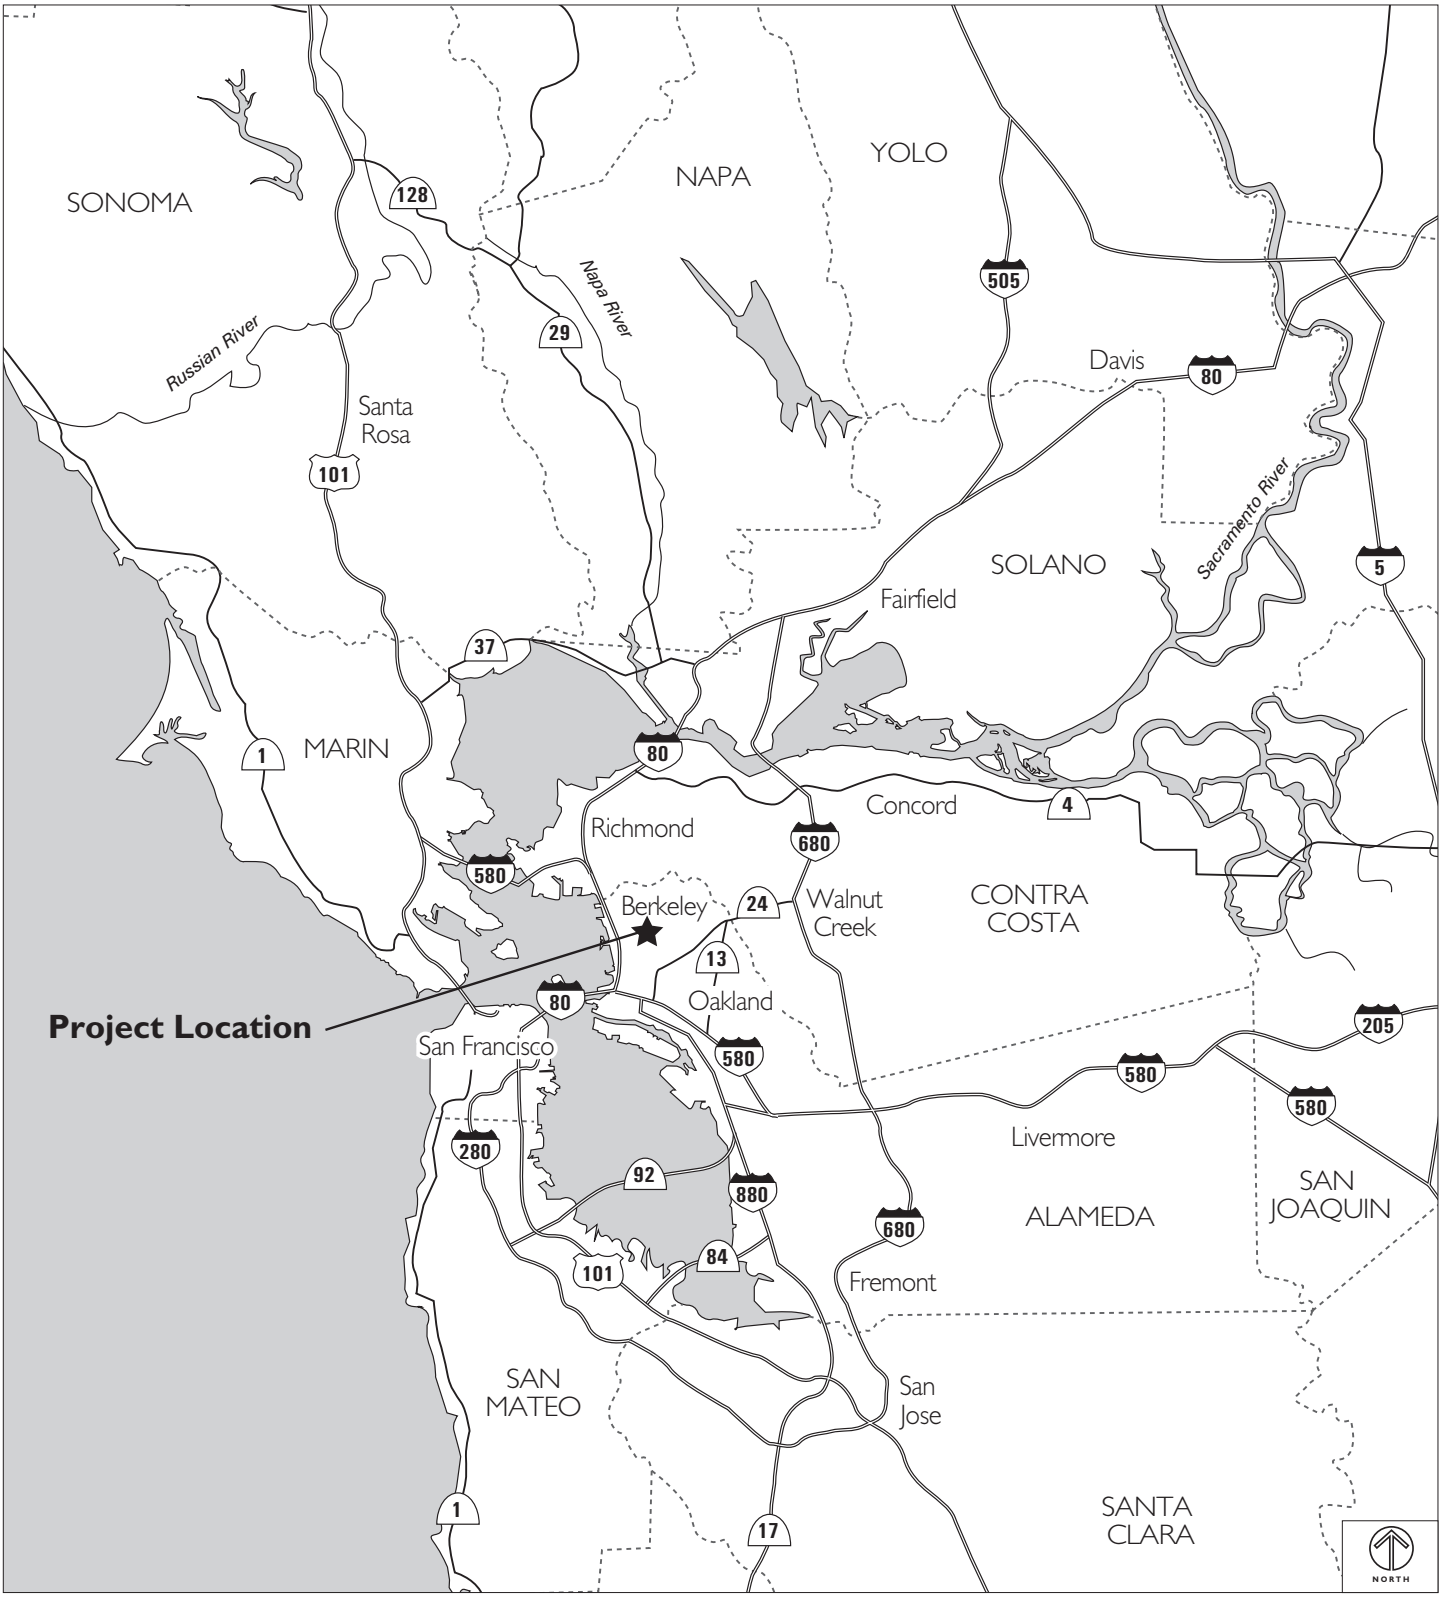 YOLO
NAPA
SONOMA
128
505
Napa River
29
Russian River
Davis
80
Santa
Rosa
101
Sacramento River
SOLANO
5
Fairfield
37
MARIN
1
80
Concord
4
Richmond
680
580
CONTRA
COSTA
Berkeley
24
Walnut
Creek
13
80
Oakland
Project Location
205
San Francisco
580
580
580
Livermore
280
92
880
SAN
JOAQUIN
ALAMEDA
680
84
101
Fremont
SAN
MATEO
San
Jose
1
17
SANTA
CLARA
NORTH